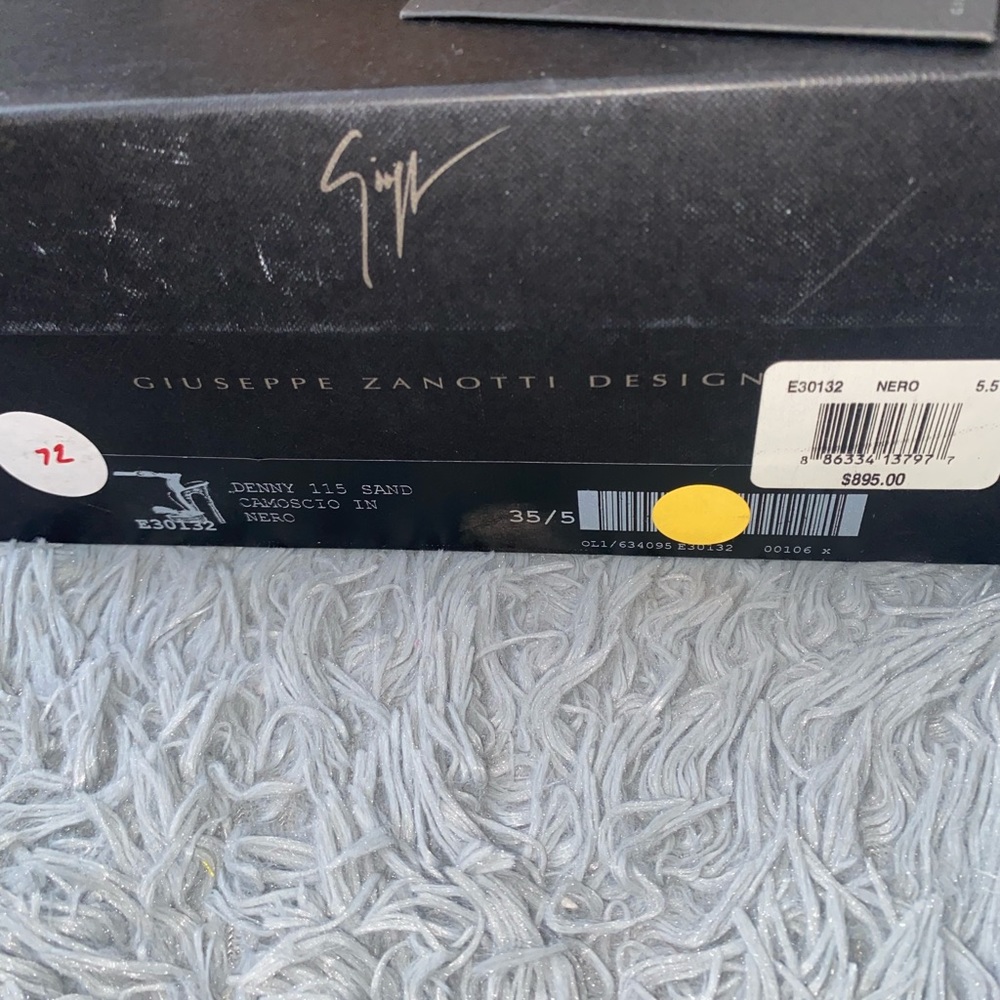 GIUSEPPE ZANOTTI DESIGN
E30132 NERO 5.5
8 86334 13797 7
$895.00
72
E30132
DENNY 115 SAND
CAMOSCIO IN
NERO
35/5
OL1/634095 E30132 00106 x